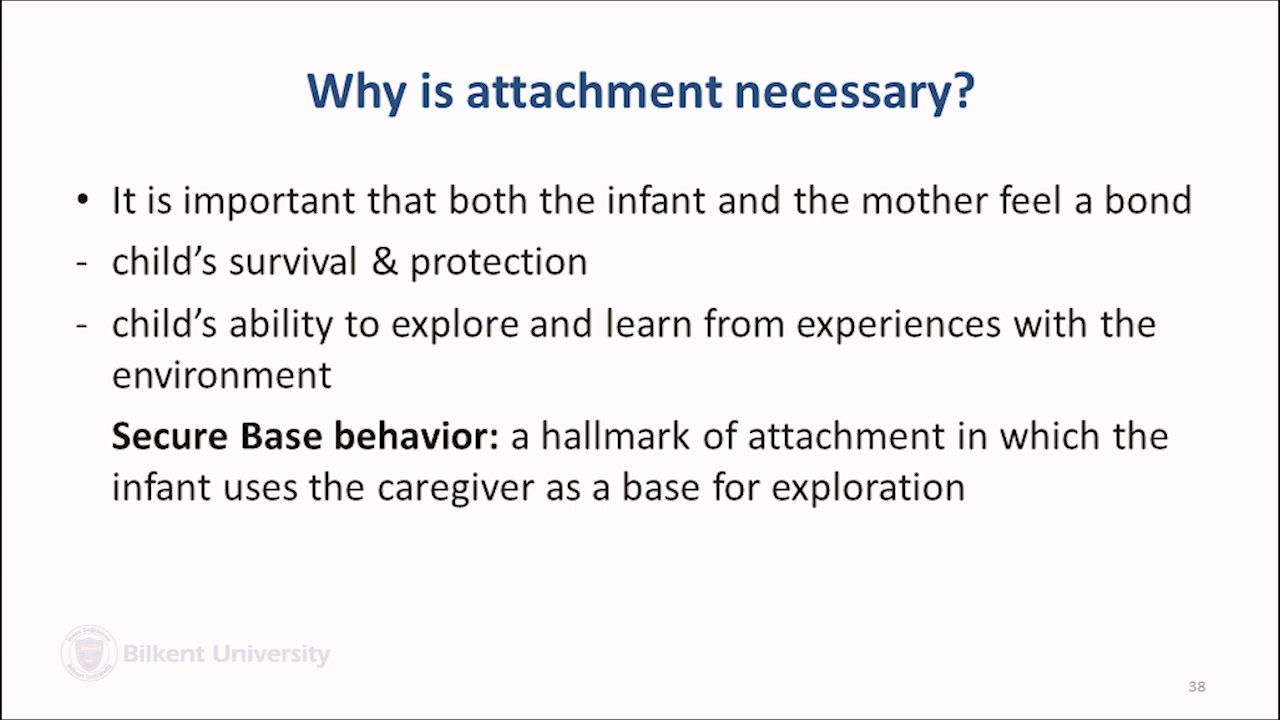 Why is attachment necessary?
• It is important that both the infant and the mother feel a bond
- child's survival & protection
- child's ability to explore and learn from experiences with the
environment
Secure Base behavior: a hallmark of attachment in which the
infant uses the caregiver as a base for exploration
Bilkent University
38